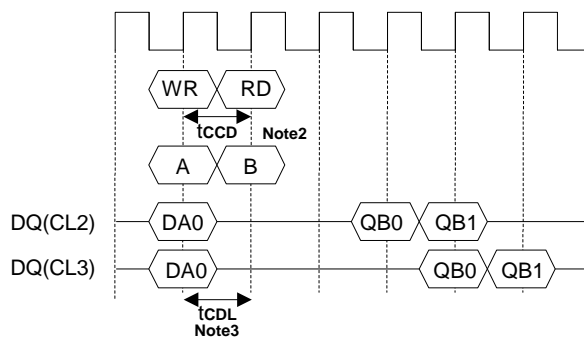 WR RD
tCCD Note2
A B
DQ(CL2) DA0 QB0 QB1
DQ(CL3) DA0 QB0 QB1
tCDL
Note3